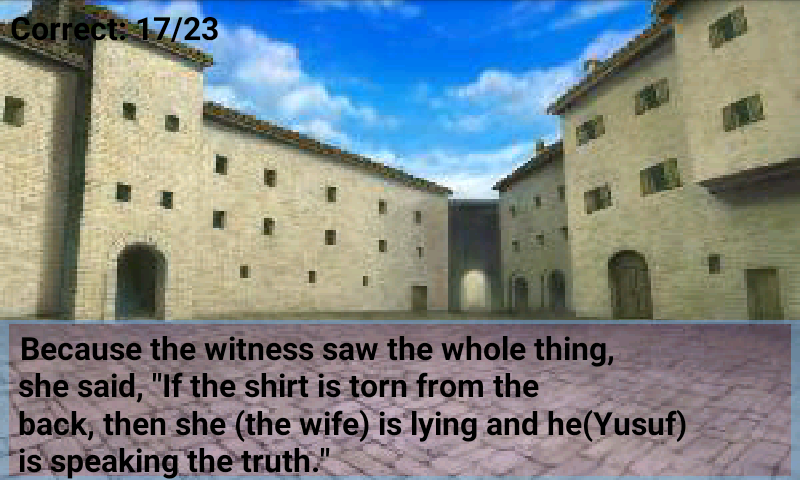 Correct: 17/23
Because the witness saw the whole thing,
she said, "If the shirt is torn from the
back, then she (the wife) is lying and he(Yusuf)
is speaking the truth."